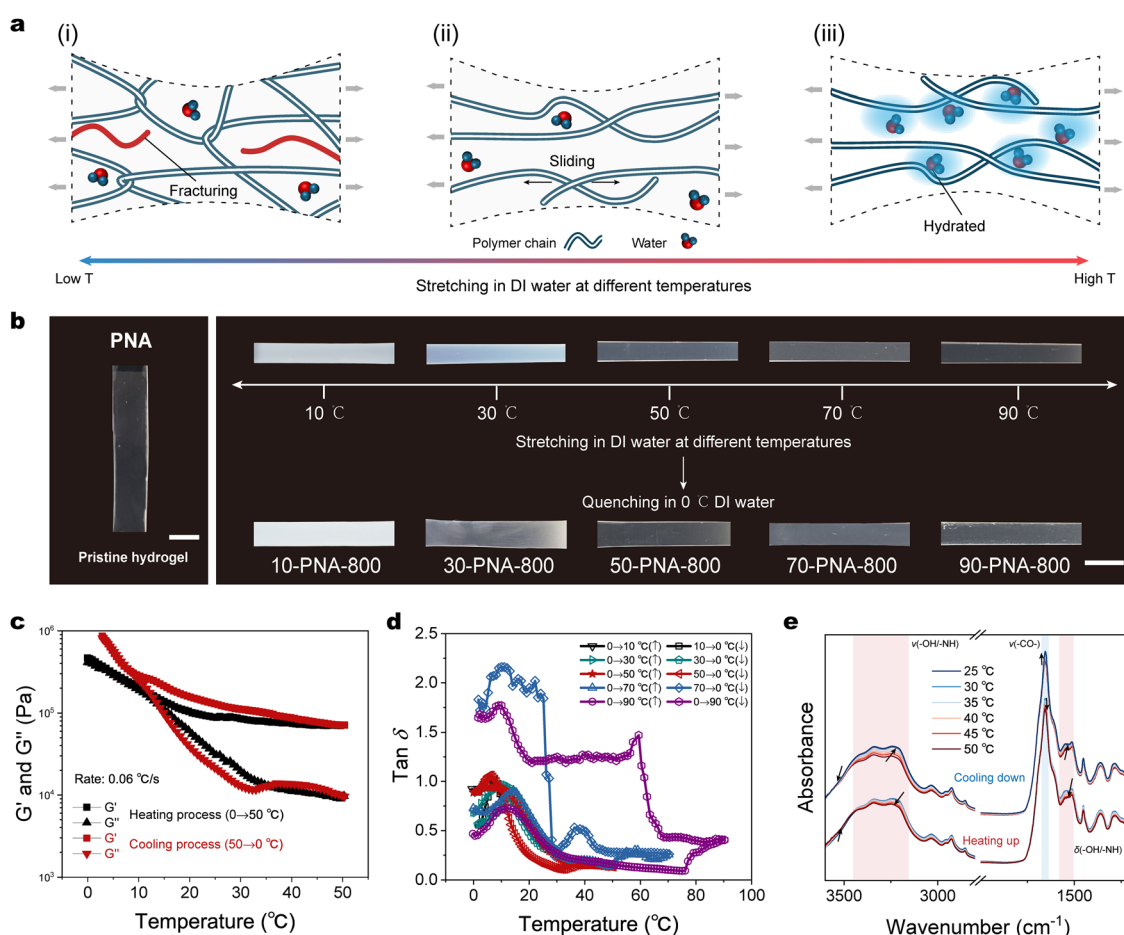 a
(i)
(ii)
(iii)
Fracturing
Sliding
Hydrated
Polymer chain
Water
Low T
High T
Stretching in DI water at different temperatures
b
PNA
Pristine hydrogel
10 ℃
30 ℃
50 ℃
70 ℃
90 ℃
Stretching in DI water at different temperatures
Quenching in 0 ℃ DI water
10-PNA-800
30-PNA-800
50-PNA-800
70-PNA-800
90-PNA-800
c
G' and G'' (Pa)
10⁶
10⁵
10⁴
10³
Rate: 0.06 ℃/s
G'
G''
Heating process (0→50 ℃)
G'
G''
Cooling process (50→0 ℃)
0 10 20 30 40 50
Temperature (℃)
d
Tan δ
2.5
2.0
1.5
1.0
0.5
0.0
0→10 ℃(↑) 10→0 ℃(↓)
0→30 ℃(↑) 30→0 ℃(↓)
0→50 ℃(↑) 50→0 ℃(↓)
0→70 ℃(↑) 70→0 ℃(↓)
0→90 ℃(↑) 0→90 ℃(↓)
0 20 40 60 80 100
Temperature (℃)
e
Absorbance
ν(-OH/-NH)
ν(-CO-)
25 ℃
30 ℃
35 ℃
40 ℃
45 ℃
50 ℃
Cooling down
Heating up
δ(-OH/-NH)
3500 3000 1500
Wavenumber (cm⁻¹)